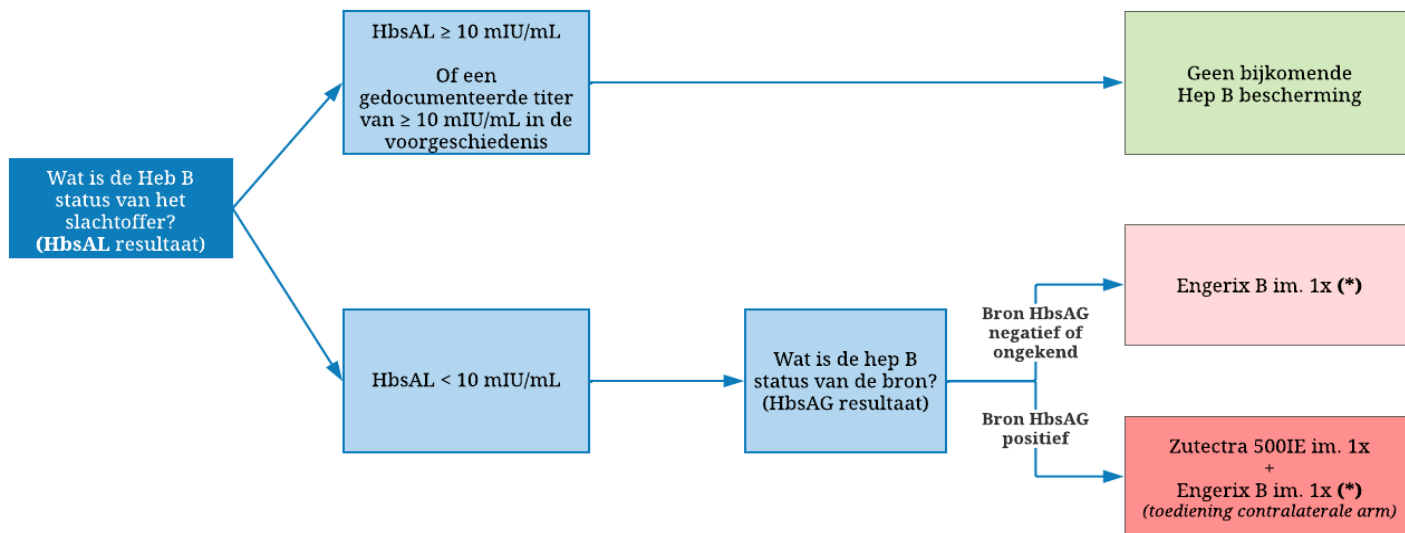 HbsAL ≥ 10 mIU/mL
Of een
gedocumenteerde titer
van ≥ 10 mIU/mL in de
voorgeschiedenis
Geen bijkomende
Hep B bescherming
Wat is de Heb B
status van het
slachtoffer?
(HbsAL resultaat)
HbsAL < 10 mIU/mL
Wat is de hep B
status van de bron?
(HbsAG resultaat)
Bron HbsAG
negatief of
ongekend
Engerix B im. 1x (*)
Bron HbsAG
positief
Zutectra 500IE im. 1x
+
Engerix B im. 1x (*)
(toediening contralaterale arm)